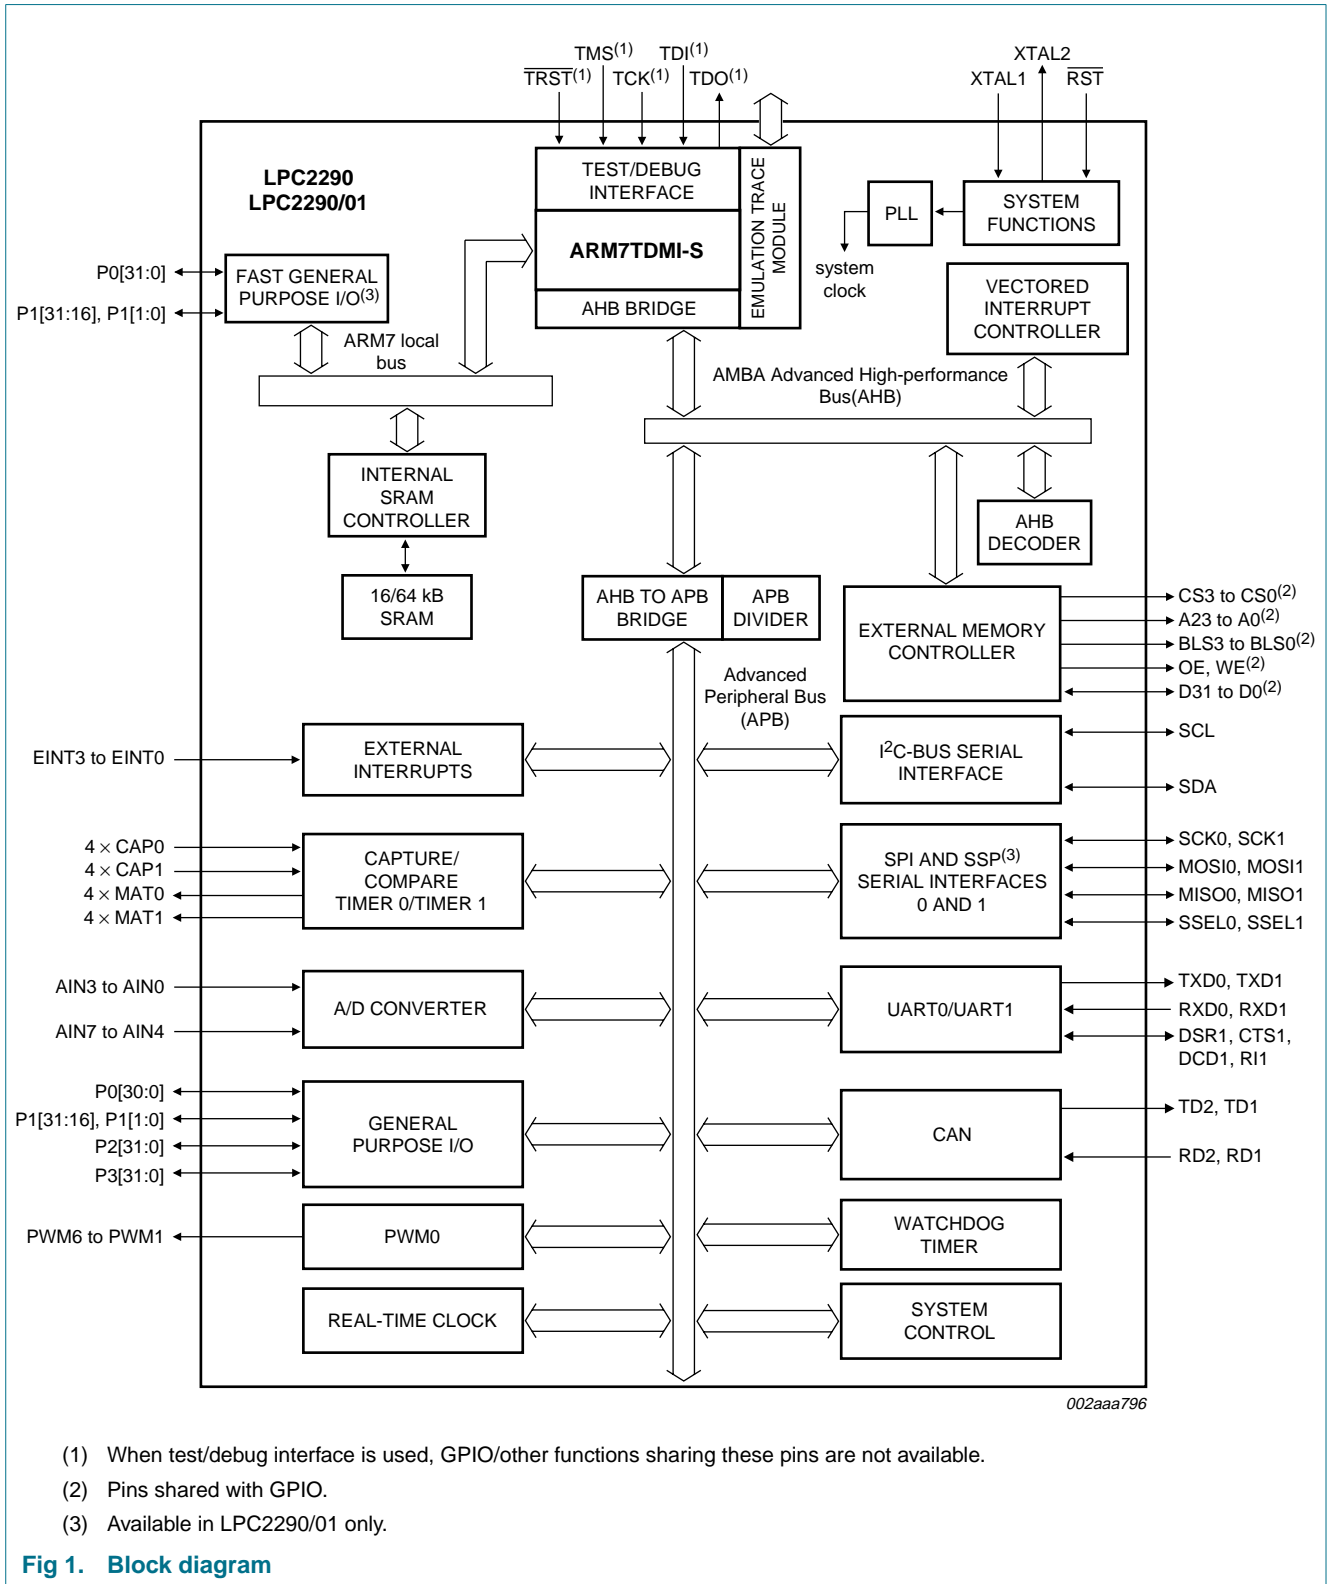 TMS(1)
TDI(1)
TRST(1)
TCK(1)
TDO(1)
XTAL2
XTAL1
RST
LPC2290
LPC2290/01
TEST/DEBUG
INTERFACE
EMULATION TRACE
MODULE
ARM7TDMI-S
AHB BRIDGE
PLL
SYSTEM
FUNCTIONS
system
clock
VECTORED
INTERRUPT
CONTROLLER
P0[31:0]
P1[31:16], P1[1:0]
FAST GENERAL
PURPOSE I/O(3)
ARM7 local
bus
AMBA Advanced High-performance
Bus(AHB)
INTERNAL
SRAM
CONTROLLER
16/64 kB
SRAM
AHB
DECODER
AHB TO APB
BRIDGE
APB
DIVIDER
EXTERNAL MEMORY
CONTROLLER
CS3 to CS0(2)
A23 to A0(2)
BLS3 to BLS0(2)
OE, WE(2)
D31 to D0(2)
Advanced
Peripheral Bus
(APB)
EINT3 to EINT0
EXTERNAL
INTERRUPTS
I2C-BUS SERIAL
INTERFACE
SCL
SDA
4 × CAP0
4 × CAP1
4 × MAT0
4 × MAT1
CAPTURE/
COMPARE
TIMER 0/TIMER 1
SPI AND SSP(3)
SERIAL INTERFACES
0 AND 1
SCK0, SCK1
MOSI0, MOSI1
MISO0, MISO1
SSEL0, SSEL1
AIN3 to AIN0
AIN7 to AIN4
A/D CONVERTER
UART0/UART1
TXD0, TXD1
RXD0, RXD1
DSR1, CTS1,
DCD1, RI1
P0[30:0]
P1[31:16], P1[1:0]
P2[31:0]
P3[31:0]
GENERAL
PURPOSE I/O
CAN
TD2, TD1
RD2, RD1
PWM6 to PWM1
PWM0
WATCHDOG
TIMER
REAL-TIME CLOCK
SYSTEM
CONTROL
002aaa796
(1) When test/debug interface is used, GPIO/other functions sharing these pins are not available.
(2) Pins shared with GPIO.
(3) Available in LPC2290/01 only.
Fig 1. Block diagram